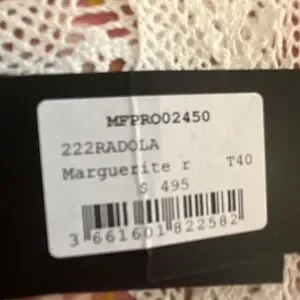 MFPRO02450
222RADOLA
Marguerite r T40
$ 495
3 661601 822582